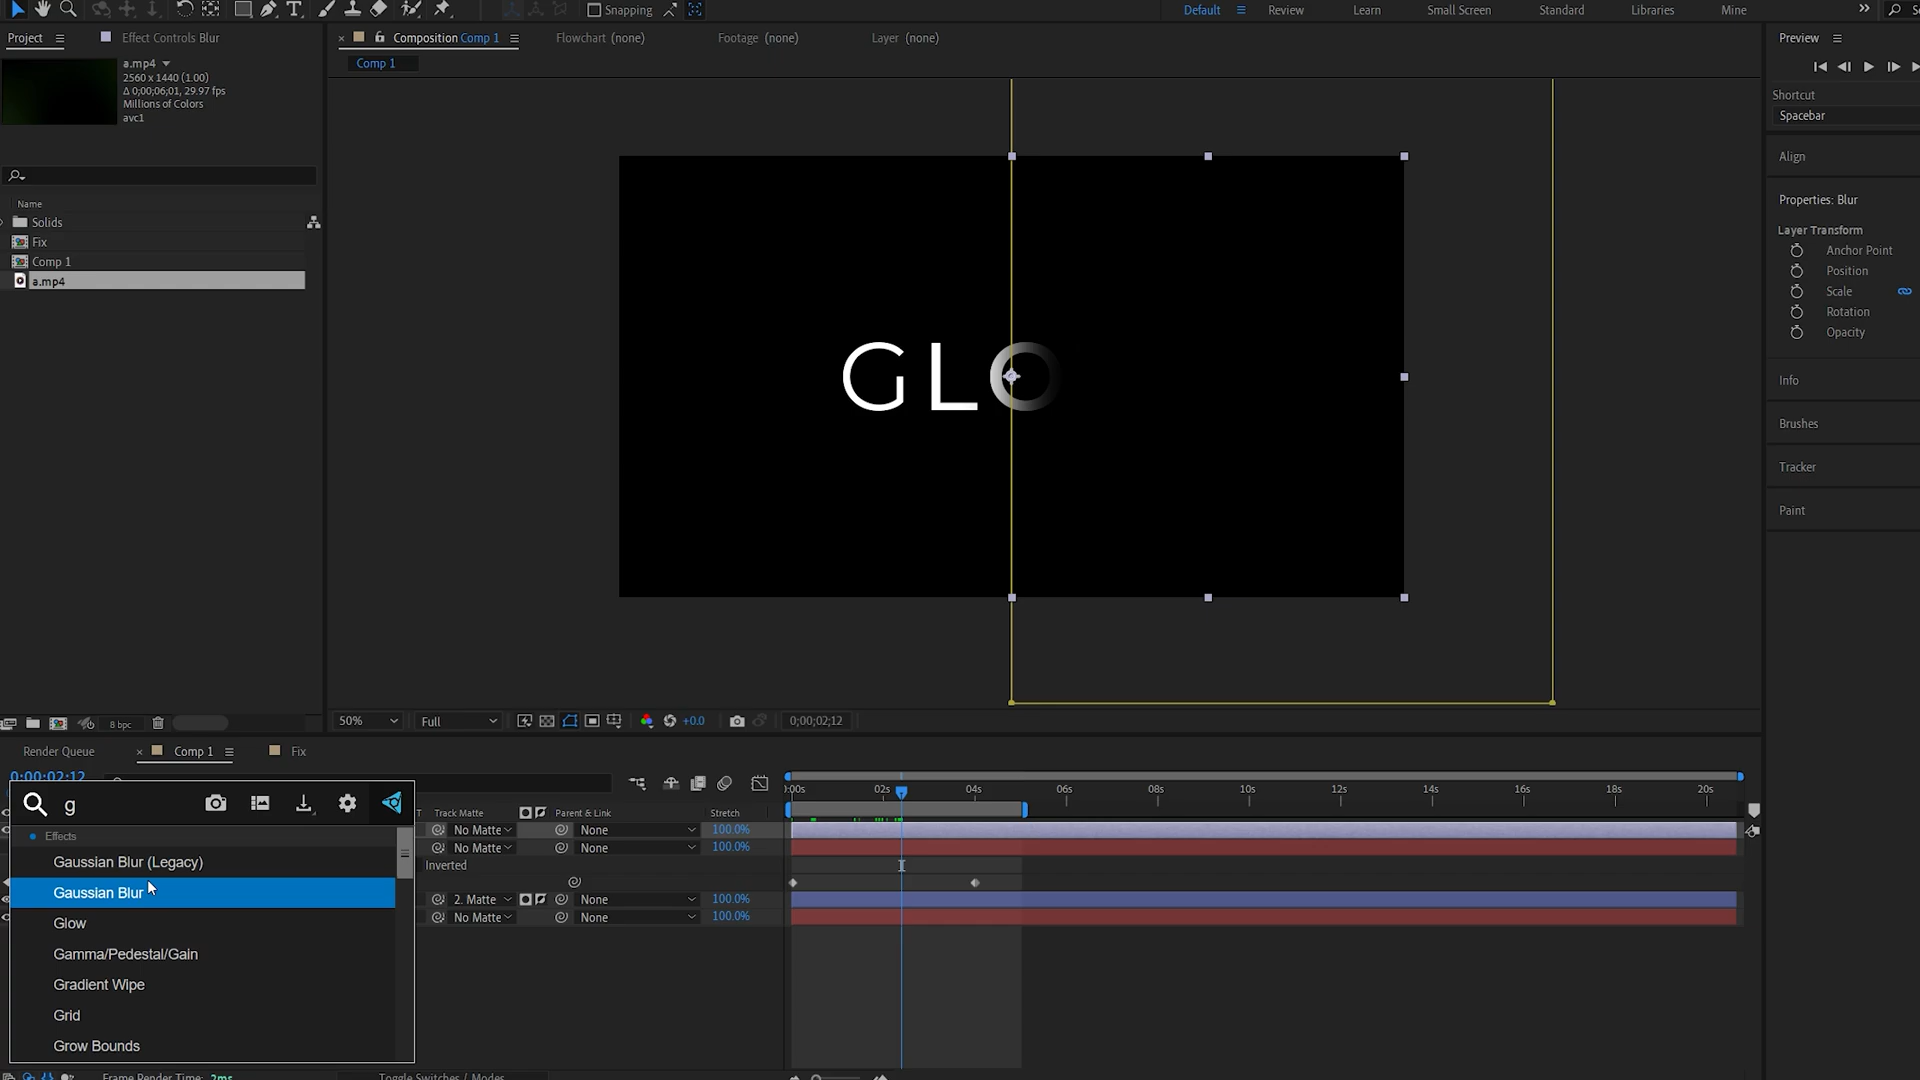 Snapping
Default
Review
Learn
Small Screen
Standard
Libraries
Mine
Project
Effect Controls Blur
Composition Comp 1
Flowchart (none)
Footage (none)
Layer (none)
Preview
Comp 1
a.mp4
2560 x 1440 (1.00)
Δ 0;00;06;01, 29.97 fps
Millions of Colors
avc1
Shortcut
Spacebar
Align
Properties: Blur
Name
Solids
Fix
Comp 1
a.mp4
Layer Transform
Anchor Point
Position
Scale
Rotation
Opacity
GLO
Info
Brushes
Tracker
Paint
8 bpc
50%
Full
+0.0
0;00;02;12
Render Queue
Comp 1
Fix
0:00:02:12
g
Effects
Gaussian Blur (Legacy)
Gaussian Blur
Glow
Gamma/Pedestal/Gain
Gradient Wipe
Grid
Grow Bounds
T Track Matte
Parent & Link
Stretch
No Matte
None
100.0%
No Matte
None
100.0%
Inverted
2. Matte
None
100.0%
No Matte
None
100.0%
):00s
02s
04s
06s
08s
10s
12s
14s
16s
18s
20s
Frame Render Time: 2ms
Toggle Switches / Modes